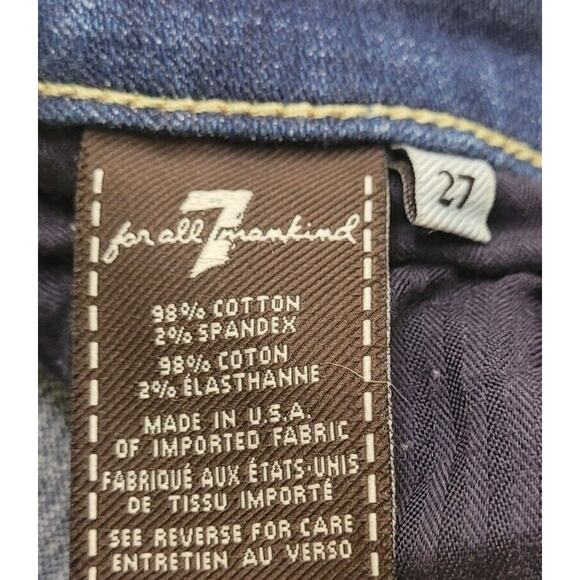 27
for all 7 mankind
98% COTTON
2% SPANDEX
98% COTON
2% ÉLASTHANNE
MADE IN U.S.A.
OF IMPORTED FABRIC
FABRIQUÉ AUX ÉTATS-UNIS
DE TISSU IMPORTÉ
SEE REVERSE FOR CARE
ENTRETIEN AU VERSO